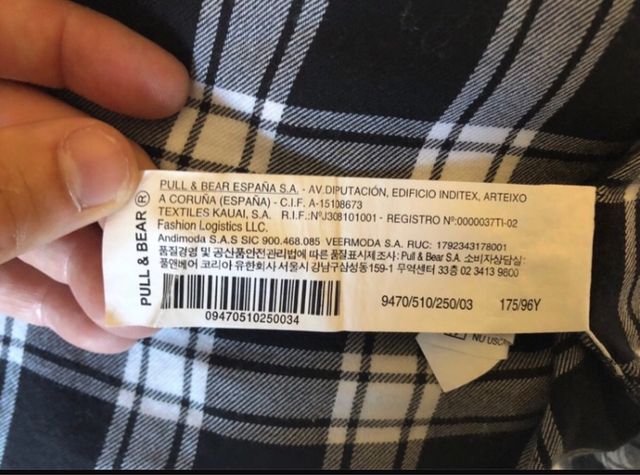 PULL & BEAR ®
PULL & BEAR ESPAÑA S.A. - AV.DIPUTACIÓN, EDIFICIO INDITEX, ARTEIXO
A CORUÑA (ESPAÑA) - C.I.F. A-15108673
TEXTILES KAUAI, S.A. R.I.F.:NºJ308101001 - REGISTRO Nº:0000037TI-02
Fashion Logistics LLC.
Andimoda S.A.S SIC 900.468.085 VEERMODA S.A. RUC: 1792343178001
품질경영 및 공산품안전관리법에 따른 품질표시제조사: Pull & Bear S.A. 소비자상담실:
풀앤베어 코리아 유한회사 서울시 강남구삼성동159-1 무역센터 33층 02 3413 9800
9470/510/250/03 175/96Y
09470510250034